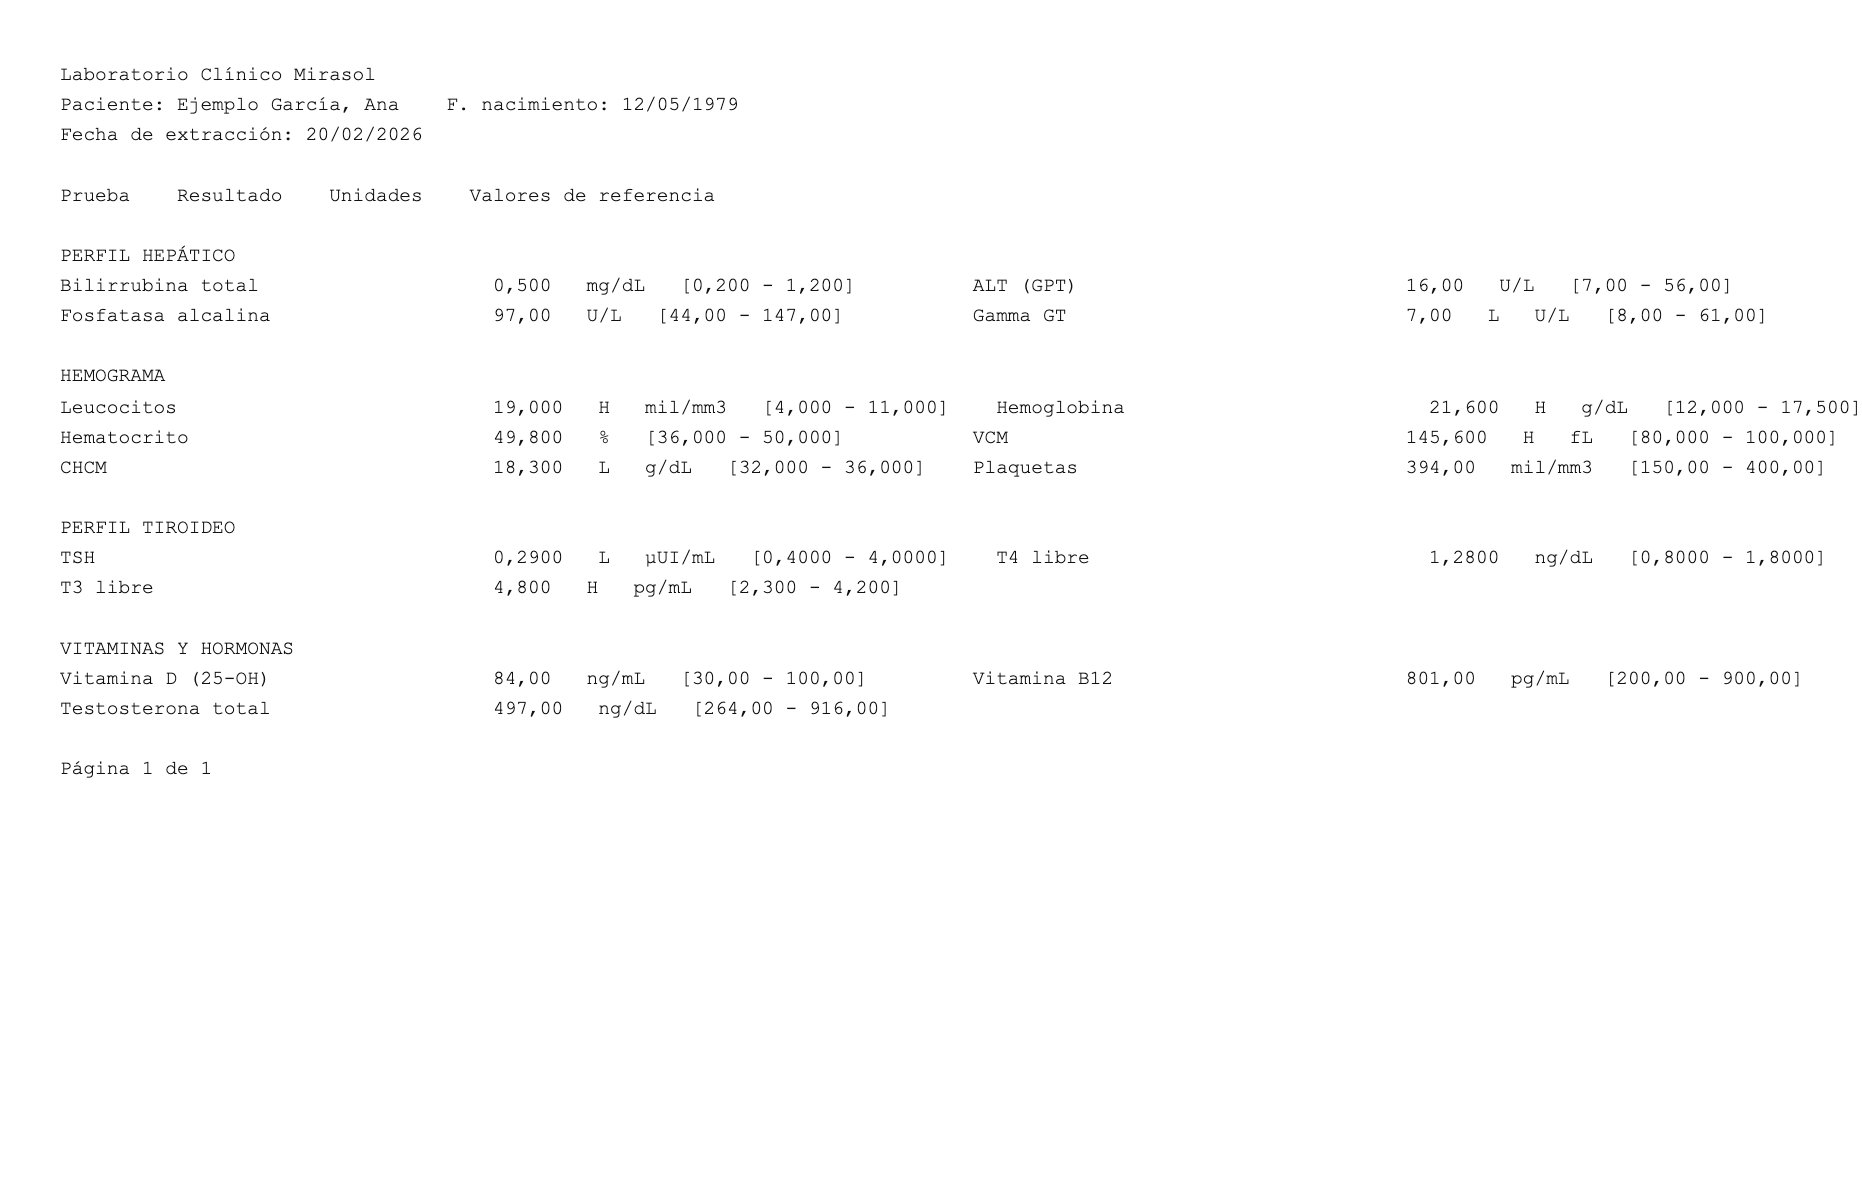 Laboratorio Clínico Mirasol
Paciente: Ejemplo García, Ana    F. nacimiento: 12/05/1979
Fecha de extracción: 20/02/2026
Prueba    Resultado    Unidades    Valores de referencia
PERFIL HEPÁTICO
Bilirrubina total    0,500   mg/dL   [0,200 - 1,200]    ALT (GPT)    16,00   U/L   [7,00 - 56,00]
Fosfatasa alcalina    97,00   U/L   [44,00 - 147,00]    Gamma GT    7,00   L   U/L   [8,00 - 61,00]
HEMOGRAMA
Leucocitos    19,000   H   mil/mm3   [4,000 - 11,000]    Hemoglobina    21,600   H   g/dL   [12,000 - 17,500]
Hematocrito    49,800   %   [36,000 - 50,000]    VCM    145,600   H   fL   [80,000 - 100,000]
CHCM    18,300   L   g/dL   [32,000 - 36,000]    Plaquetas    394,00   mil/mm3   [150,00 - 400,00]
PERFIL TIROIDEO
TSH    0,2900   L   µUI/mL   [0,4000 - 4,0000]    T4 libre    1,2800   ng/dL   [0,8000 - 1,8000]
T3 libre    4,800   H   pg/mL   [2,300 - 4,200]
VITAMINAS Y HORMONAS
Vitamina D (25-OH)    84,00   ng/mL   [30,00 - 100,00]    Vitamina B12    801,00   pg/mL   [200,00 - 900,00]
Testosterona total    497,00   ng/dL   [264,00 - 916,00]
Página 1 de 1